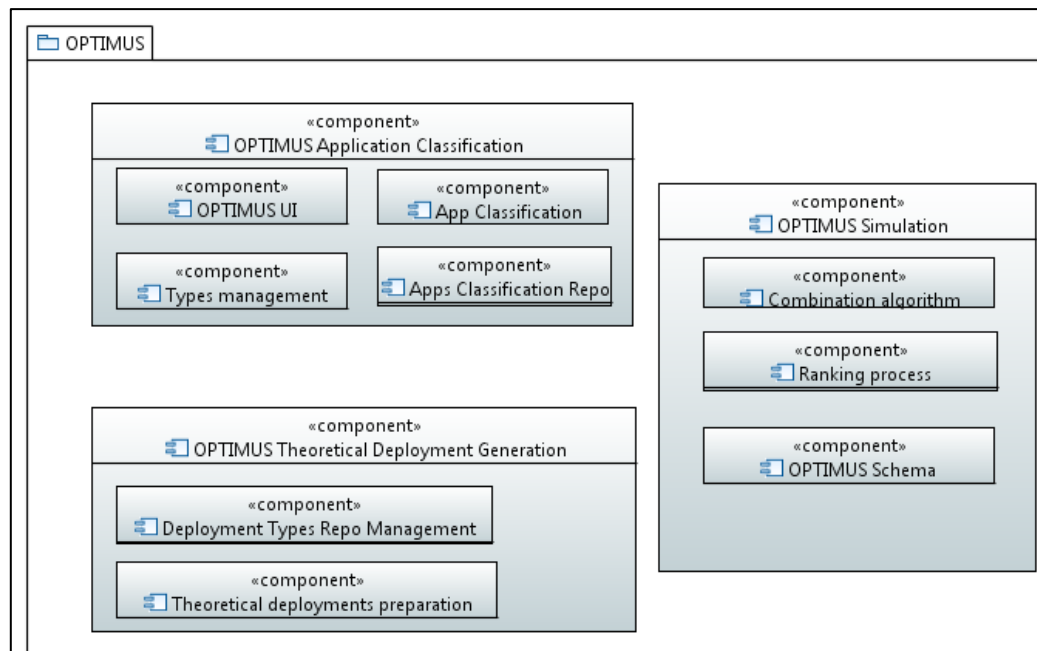 OPTIMUS
«component»
OPTIMUS Application Classification
«component»
OPTIMUS UI
«component»
App Classification
«component»
Types management
«component»
Apps Classification Repo
«component»
OPTIMUS Simulation
«component»
Combination algorithm
«component»
Ranking process
«component»
OPTIMUS Schema
«component»
OPTIMUS Theoretical Deployment Generation
«component»
Deployment Types Repo Management
«component»
Theoretical deployments preparation